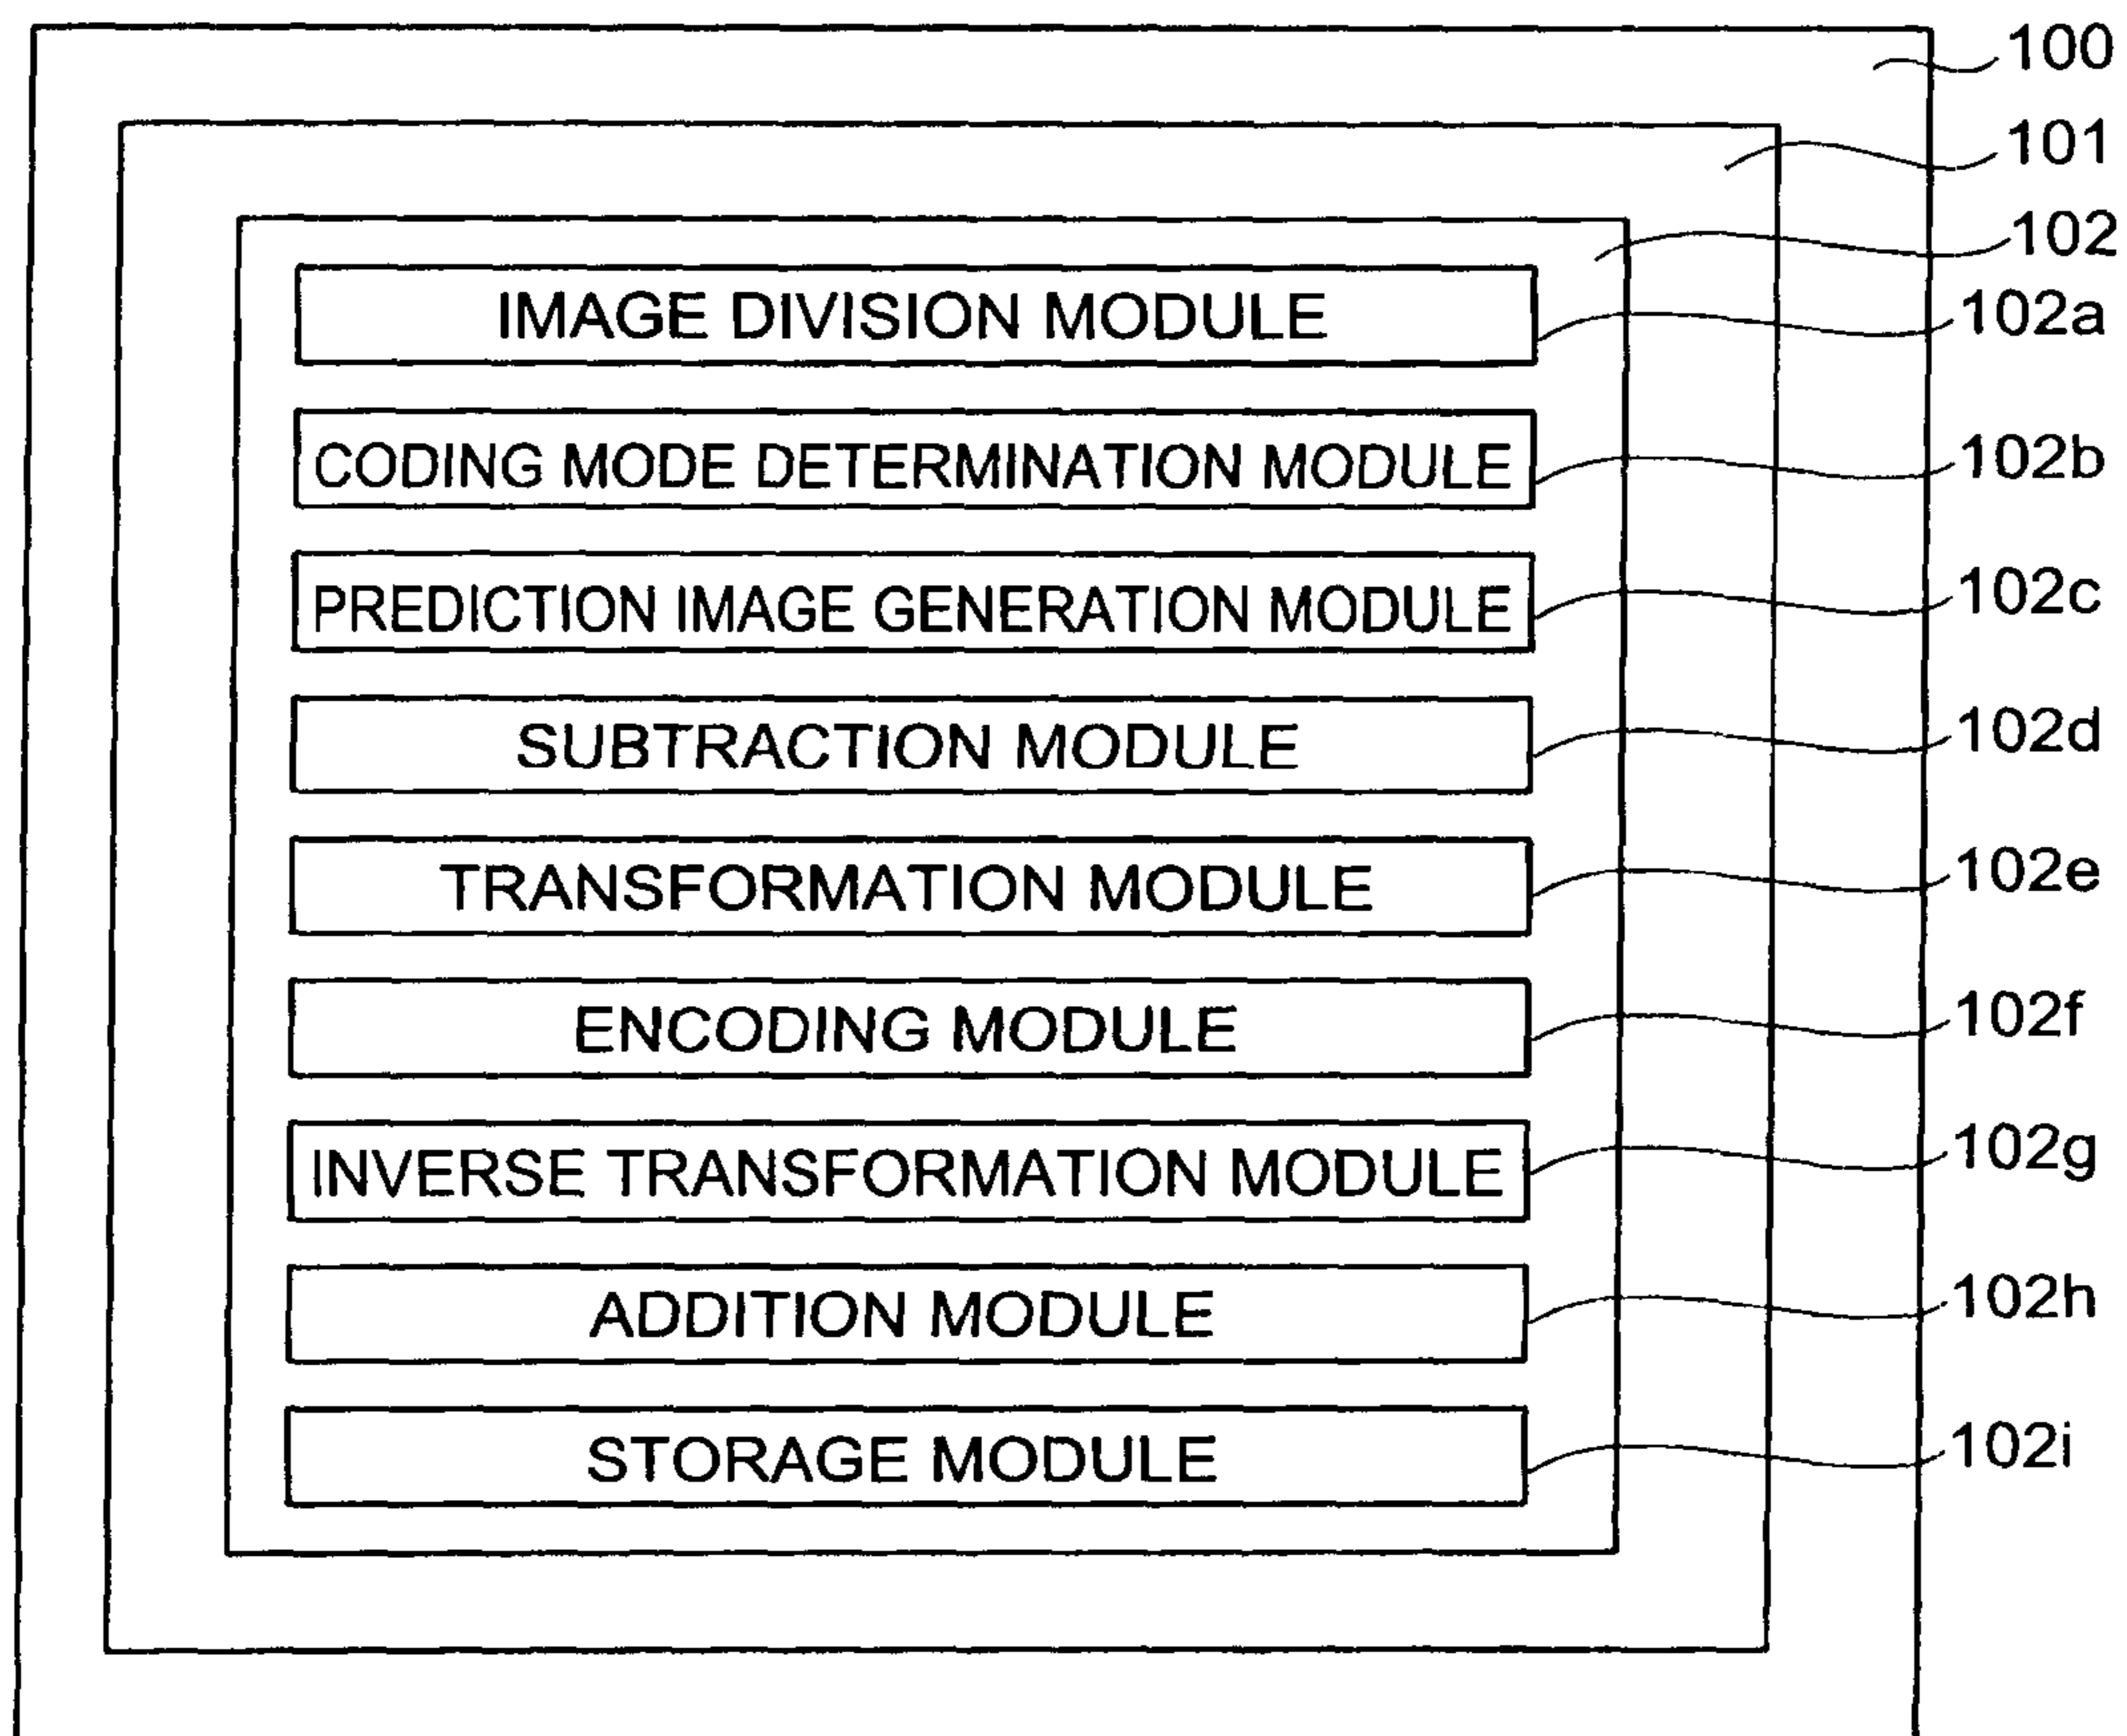 100
101
102
IMAGE DIVISION MODULE 102a
CODING MODE DETERMINATION MODULE 102b
PREDICTION IMAGE GENERATION MODULE 102c
SUBTRACTION MODULE 102d
TRANSFORMATION MODULE 102e
ENCODING MODULE 102f
INVERSE TRANSFORMATION MODULE 102g
ADDITION MODULE 102h
STORAGE MODULE 102i